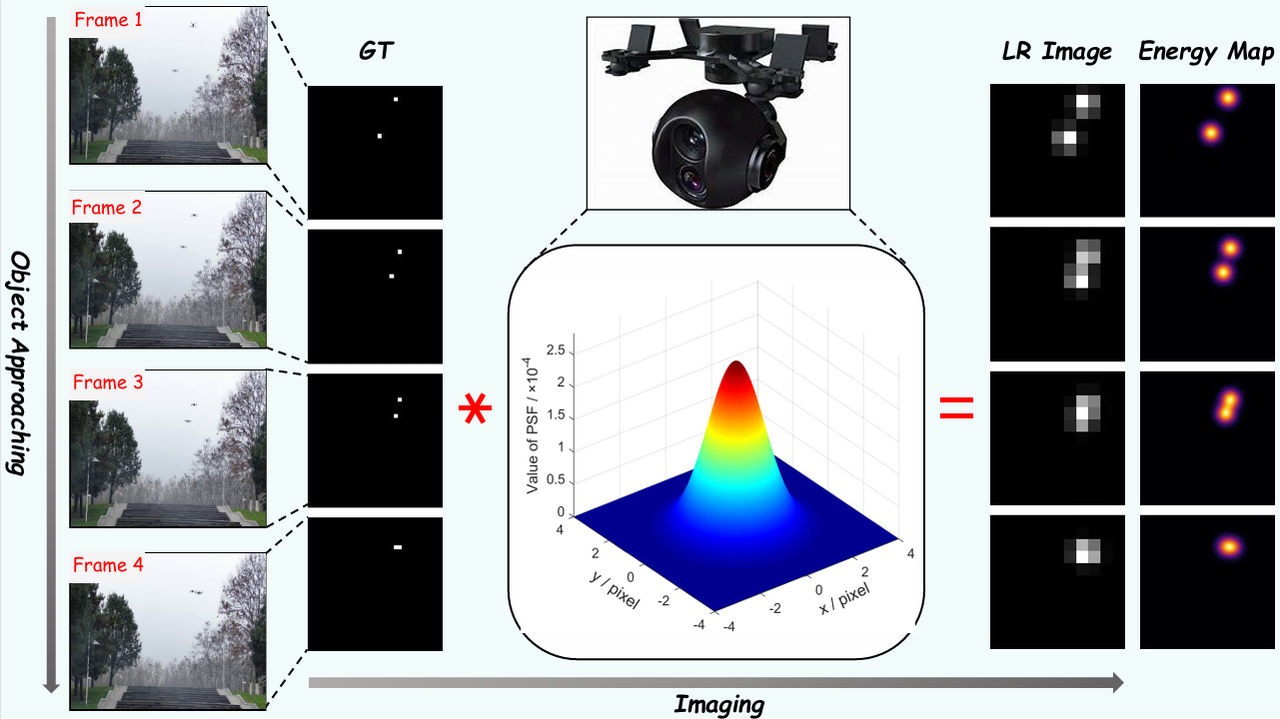 Frame 1
Frame 2
Frame 3
Frame 4
Object Approaching
GT
*
Value of PSF / ×10⁻⁴
2.5
2
1.5
1
0.5
0
4
2
0
-2
-4
y / pixel
-4
-2
0
2
4
x / pixel
=
LR Image
Energy Map
Imaging